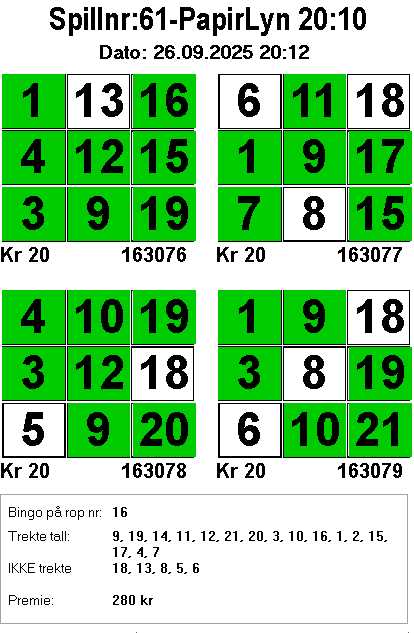 Spillnr:61-PapirLyn 20:10
Dato: 26.09.2025 20:12
1 13 16
4 12 15
3 9 19
Kr 20 163076
6 11 18
1 9 17
7 8 15
Kr 20 163077
4 10 19
3 12 18
5 9 20
Kr 20 163078
1 9 18
3 8 19
6 10 21
Kr 20 163079
Bingo på rop nr: 16
Trekte tall: 9, 19, 14, 11, 12, 21, 20, 3, 10, 16, 1, 2, 15,
17, 4, 7
IKKE trekte 18, 13, 8, 5, 6
Premie: 280 kr